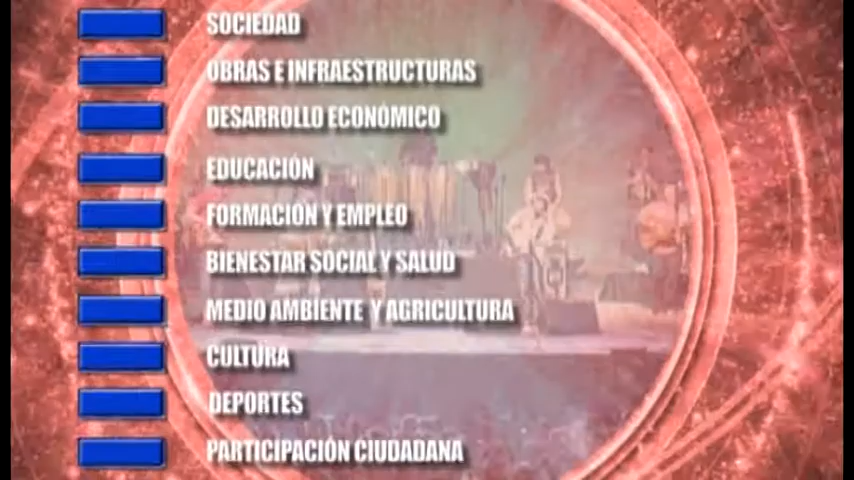 SOCIEDAD
OBRAS E INFRAESTRUCTURAS
DESARROLLO ECONÓMICO
EDUCACIÓN
FORMACIÓN Y EMPLEO
BIENESTAR SOCIAL Y SALUD
MEDIO AMBIENTE Y AGRICULTURA
CULTURA
DEPORTES
PARTICIPACIÓN CIUDADANA